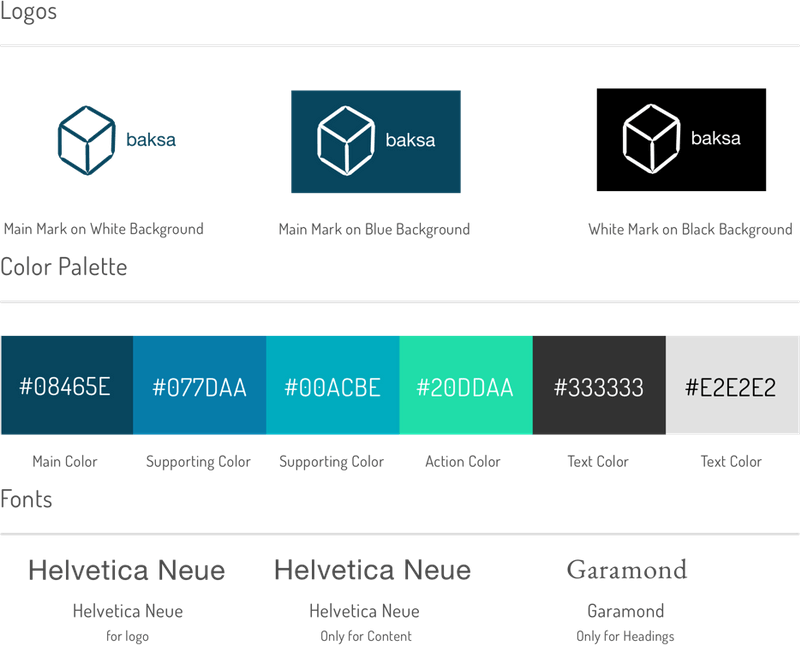 Logos
baksa
baksa
baksa
Main Mark on White Background
Main Mark on Blue Background
White Mark on Black Background
Color Palette
#08465E
#077DAA
#00ACBE
#20DDAA
#333333
#E2E2E2
Main Color
Supporting Color
Supporting Color
Action Color
Text Color
Text Color
Fonts
Helvetica Neue
Helvetica Neue
Garamond
Helvetica Neue
Helvetica Neue
Garamond
for logo
Only for Content
Only for Headings